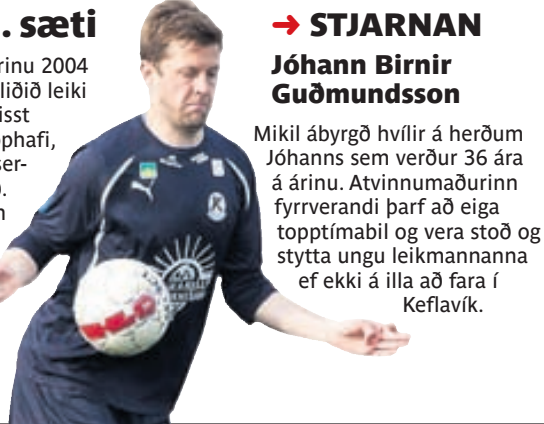 . sæti
rinu 2004
liðið leiki
isst
phafi,
ser-
).
n
→ STJARNAN
Jóhann Birnir
Guðmundsson
Mikil ábyrgð hvílir á herðum
Jóhanns sem verður 36 ára
á árinu. Atvinnumaðurinn
fyrrverandi þarf að eiga
topptímabil og vera stoð og
stytta ungu leikmannanna
ef ekki á illa að fara í
Keflavík.
K